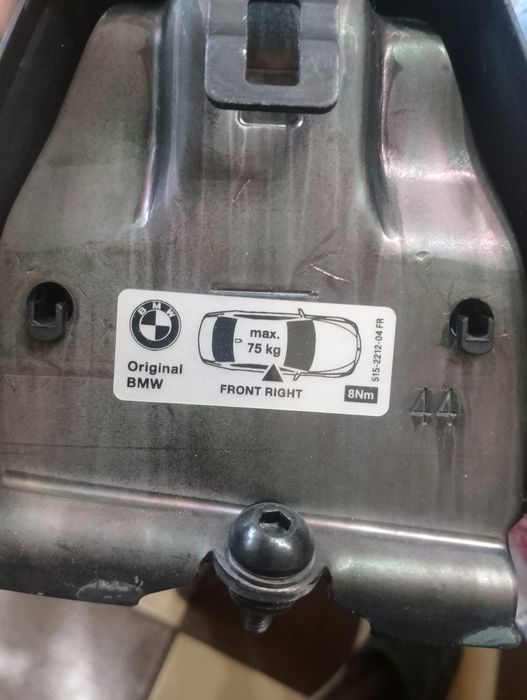 BMW
Original
BMW
max.
75 kg
FRONT RIGHT
8Nm
515-2212-04 FR
44